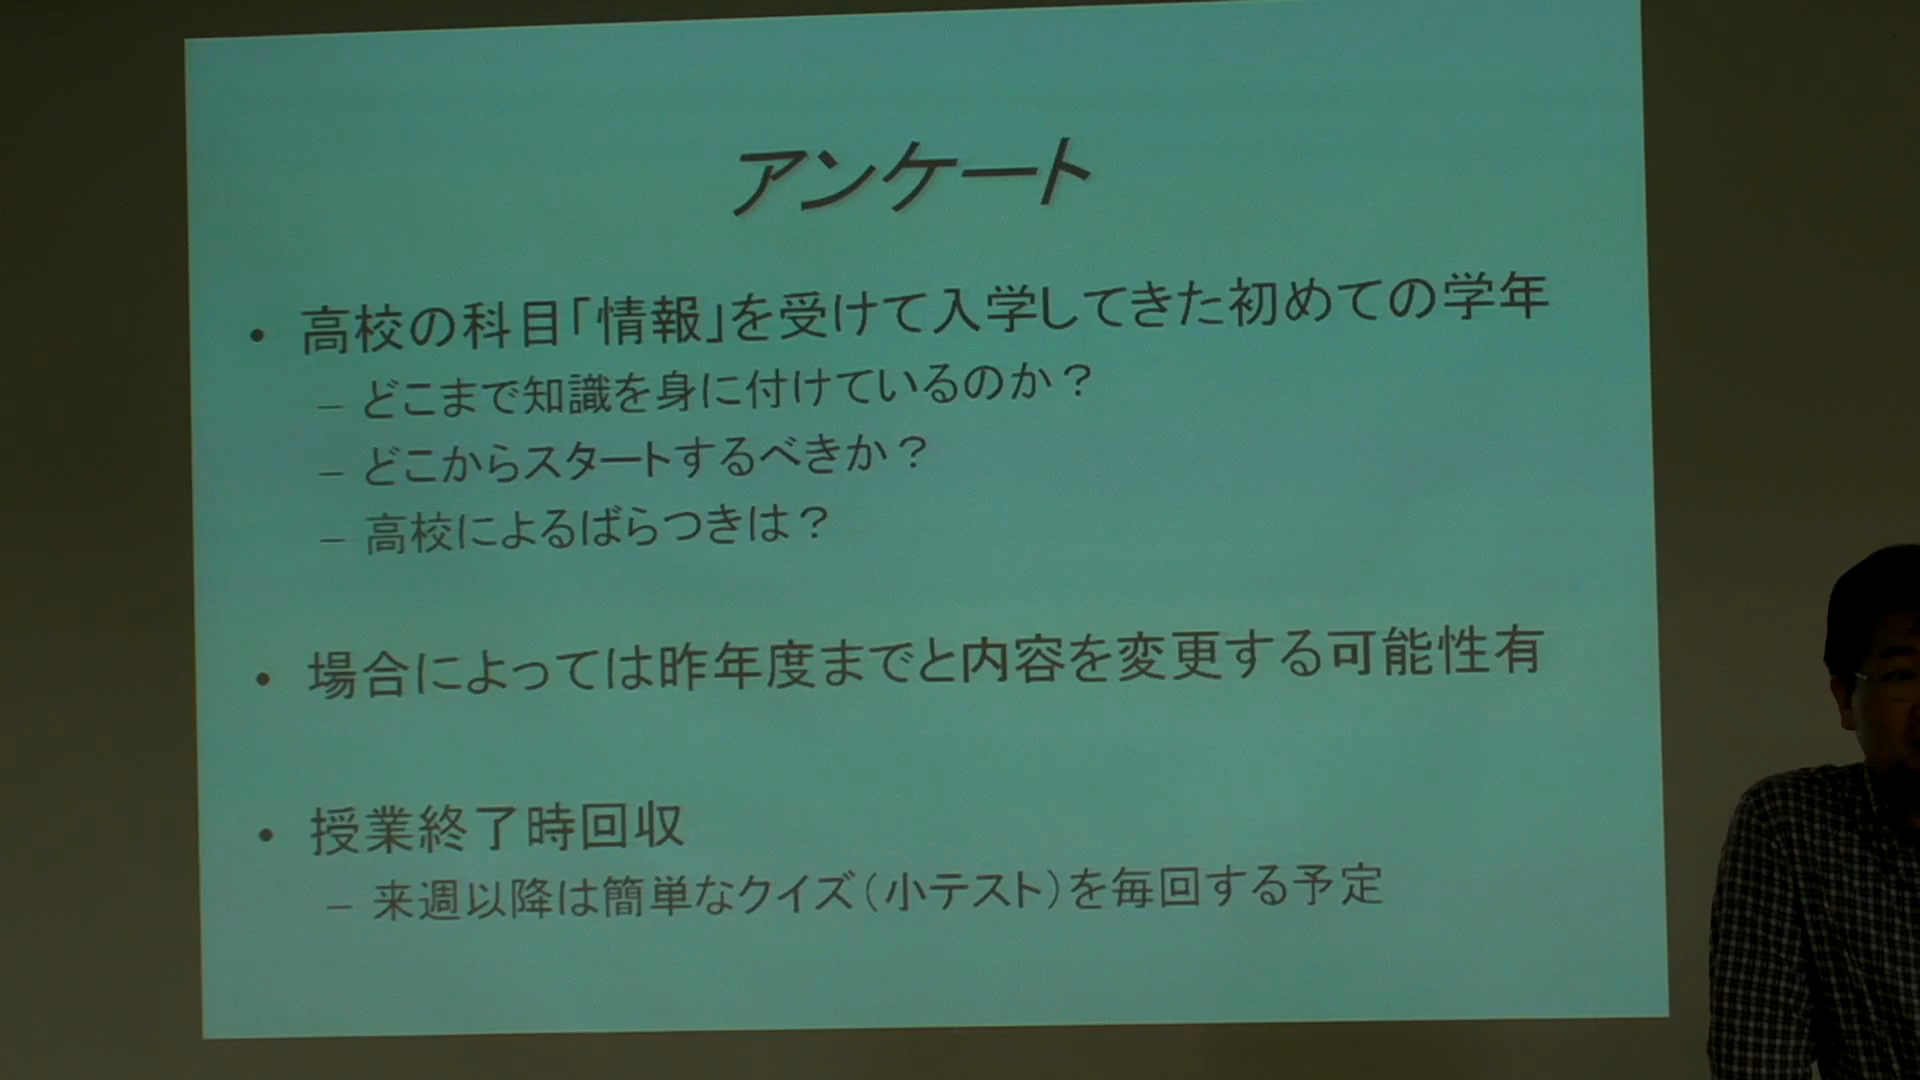 アンケート
• 高校の科目「情報」を受けて入学してきた初めての学年
– どこまで知識を身に付けているのか？
– どこからスタートするべきか？
– 高校によるばらつきは？
• 場合によっては昨年度までと内容を変更する可能性有
• 授業終了時回収
– 来週以降は簡単なクイズ（小テスト）を毎回する予定